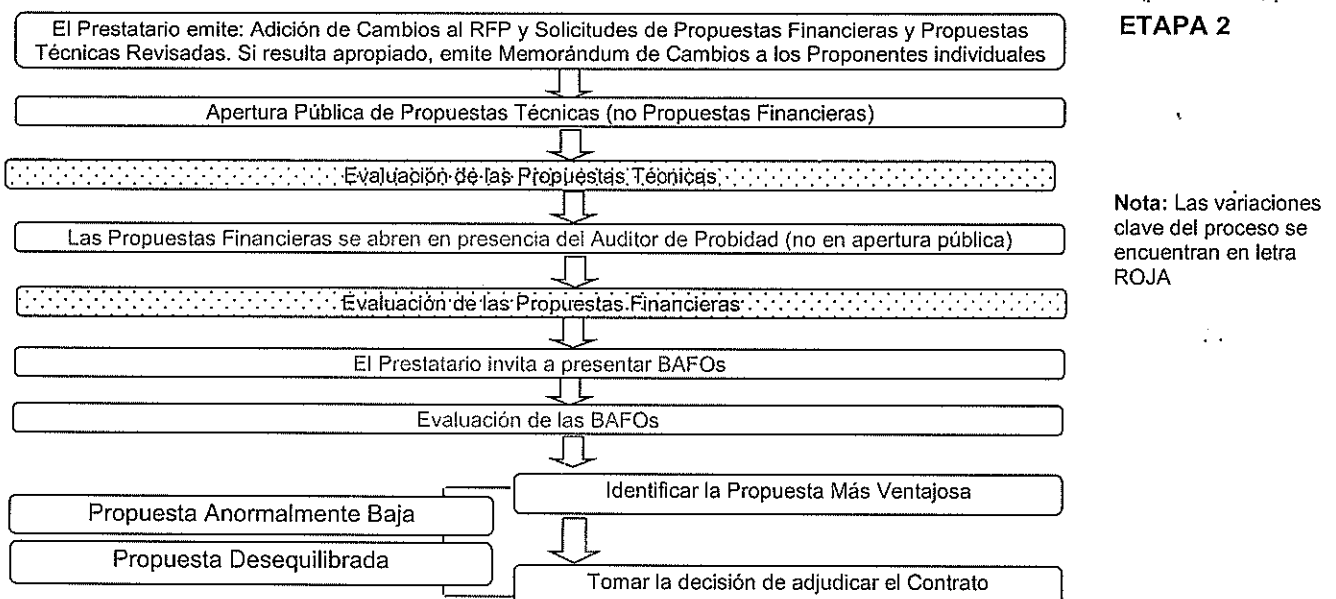 ETAPA 2
El Prestatario emite: Adición de Cambios al RFP y Solicitudes de Propuestas Financieras y Propuestas
Técnicas Revisadas. Si resulta apropiado, emite Memorándum de Cambios a los Proponentes individuales
Apertura Pública de Propuestas Técnicas (no Propuestas Financieras)
Evaluación de las Propuestas Técnicas
Las Propuestas Financieras se abren en presencia del Auditor de Probidad (no en apertura pública)
Evaluación de las Propuestas Financieras
El Prestatario invita a presentar BAFOs
Evaluación de las BAFOs
Identificar la Propuesta Más Ventajosa
Propuesta Anormalmente Baja
Propuesta Desequilibrada
Tomar la decisión de adjudicar el Contrato
Nota: Las variaciones
clave del proceso se
encuentran en letra
ROJA